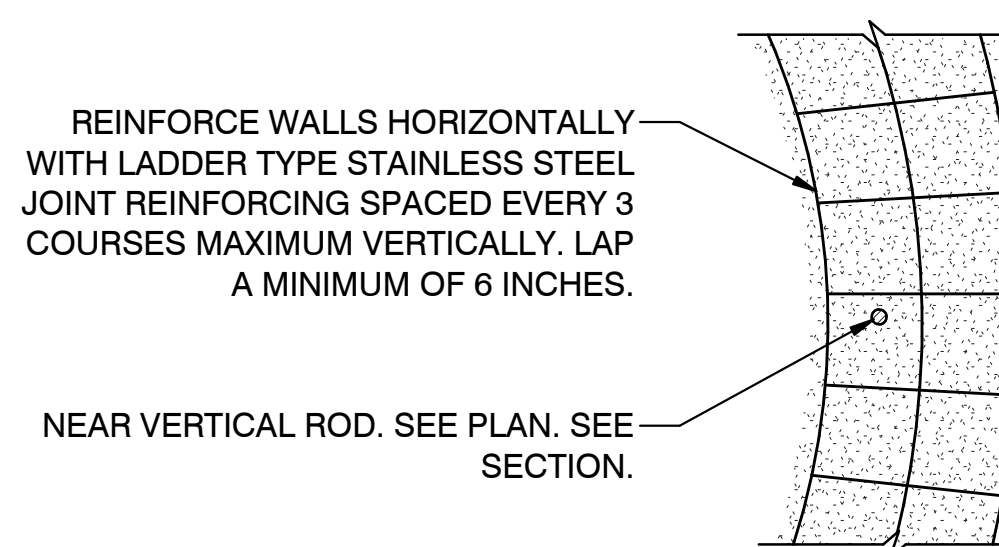 REINFORCE WALLS HORIZONTALLY
WITH LADDER TYPE STAINLESS STEEL
JOINT REINFORCING SPACED EVERY 3
COURSES MAXIMUM VERTICALLY. LAP
A MINIMUM OF 6 INCHES.
NEAR VERTICAL ROD. SEE PLAN. SEE
SECTION.